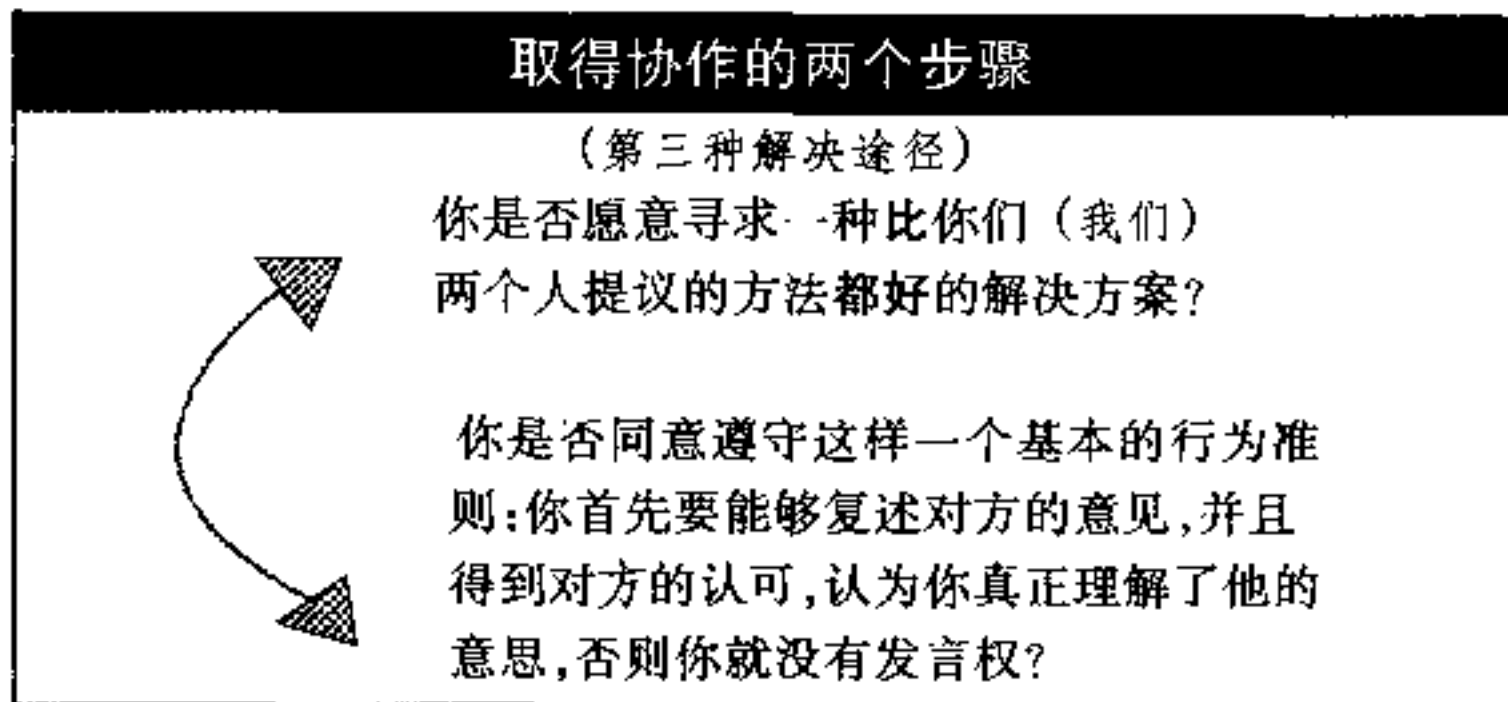 取得协作的两个步骤
（第三种解决途径）
你是否愿意寻求一种比你们（我们）
两个人提议的方法都好的解决方案?
你是否同意遵守这样一个基本的行为准
则:你首先要能够复述对方的意见,并且
得到对方的认可,认为你真正理解了他的
意思,否则你就没有发言权?